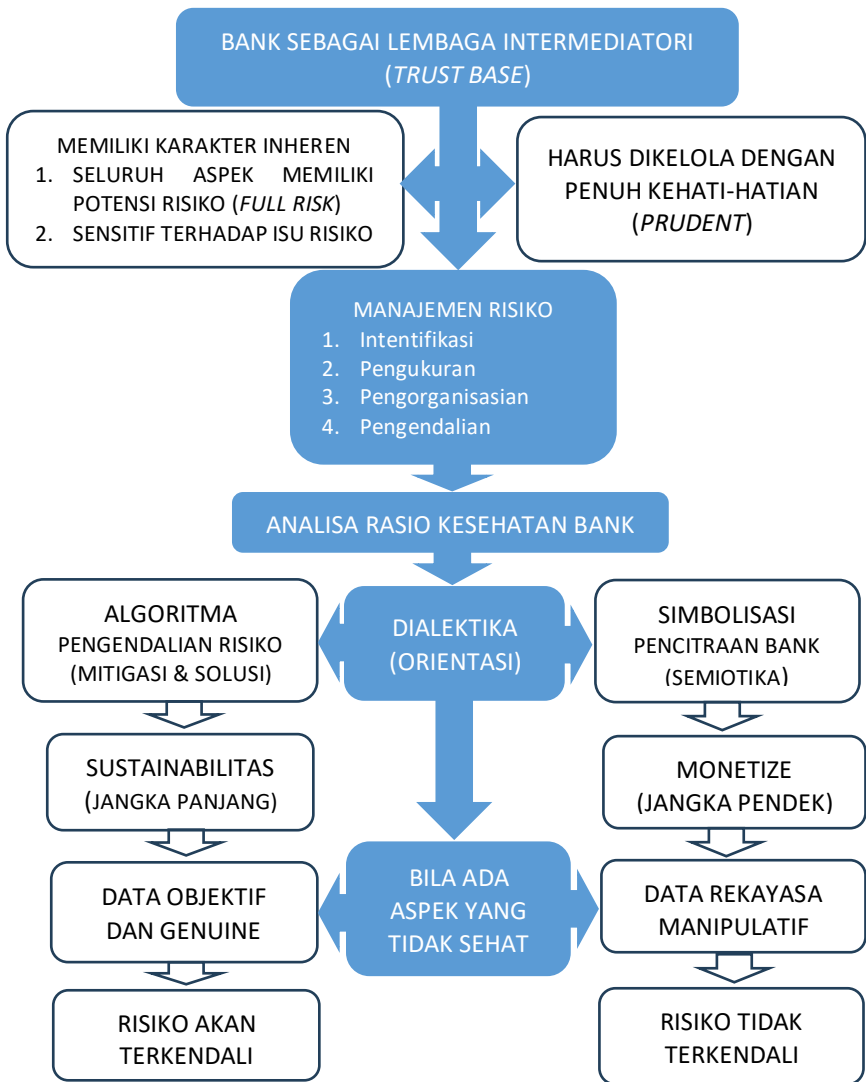 BANK SEBAGAI LEMBAGA INTERMEDIATORI
(TRUST BASE)
MEMILIKI KARAKTER INHEREN
1. SELURUH ASPEK MEMILIKI
POTENSI RISIKO (FULL RISK)
2. SENSITIF TERHADAP ISU RISIKO
HARUS DIKELOLA DENGAN
PENUH KEHATI-HATIAN
(PRUDENT)
MANAJEMEN RISIKO
1. Intentifikasi
2. Pengukuran
3. Pengorganisasian
4. Pengendalian
ANALISA RASIO KESEHATAN BANK
ALGORITMA
PENGENDALIAN RISIKO
(MITIGASI & SOLUSI)
DIALEKTIKA
(ORIENTASI)
SIMBOLISASI
PENCITRAAN BANK
(SEMIOTIKA)
SUSTAINABILITAS
(JANGKA PANJANG)
MONETIZE
(JANGKA PENDEK)
DATA OBJEKTIF
DAN GENUINE
BILA ADA
ASPEK YANG
TIDAK SEHAT
DATA REKAYASA
MANIPULATIF
RISIKO AKAN
TERKENDALI
RISIKO TIDAK
TERKENDALI